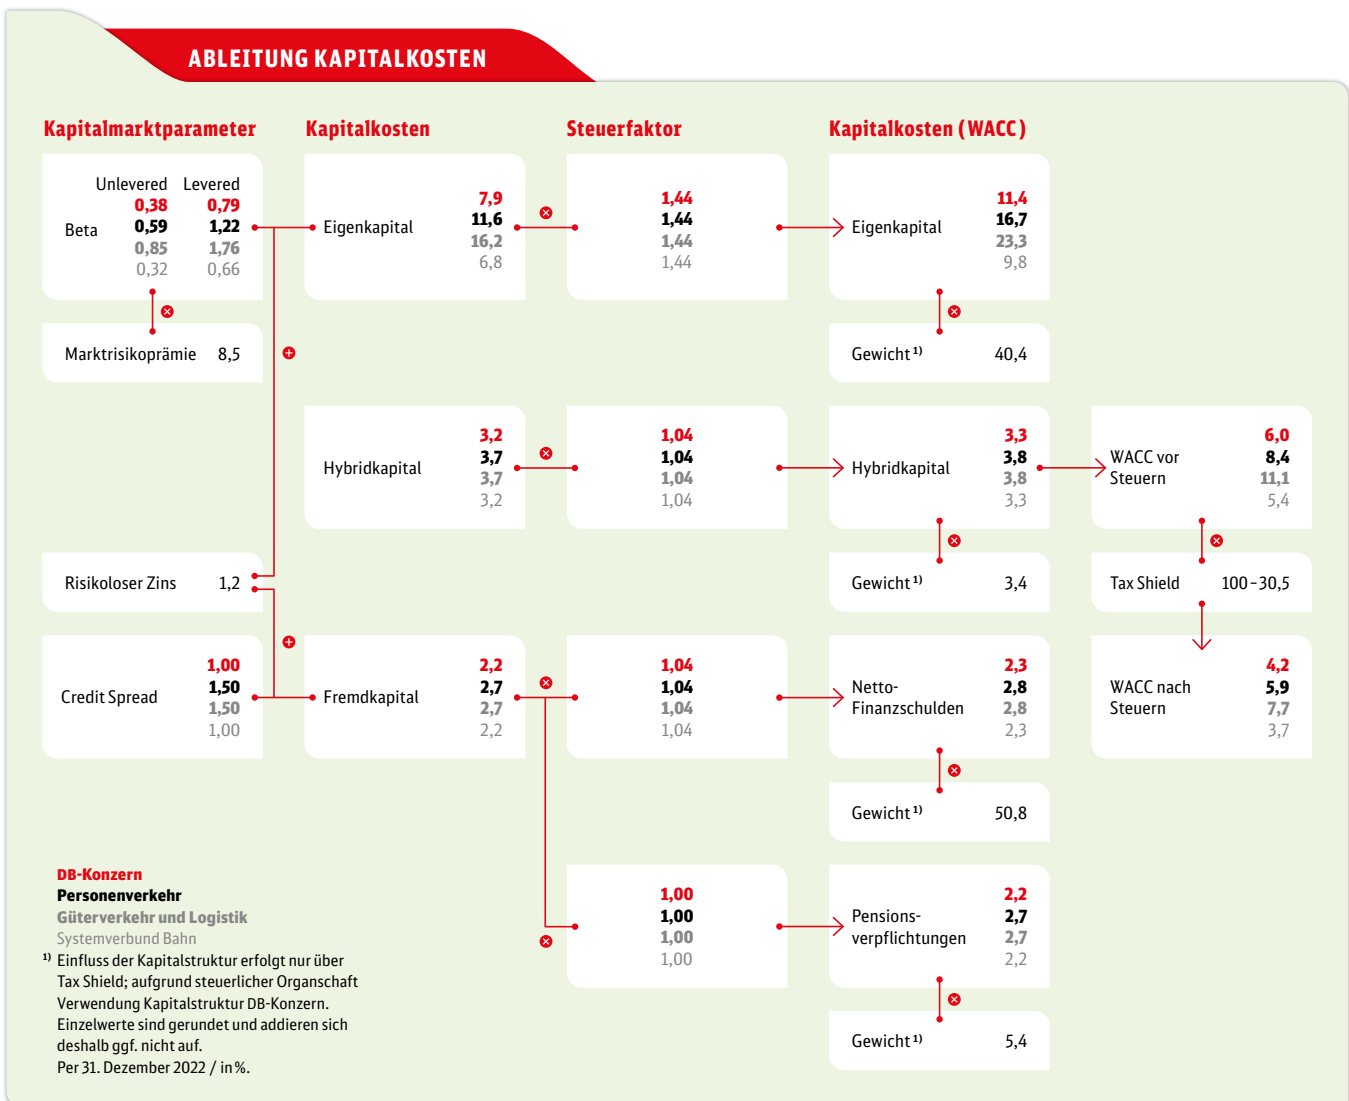 ABLEITUNG KAPITALKOSTEN
Kapitalmarktparameter Kapitalkosten Steuerfaktor Kapitalkosten (WACC)
Unlevered Levered
Beta
0,38 0,79
0,59 1,22
0,85 1,76
0,32 0,66
Eigenkapital
7,9
11,6
16,2
6,8
1,44
1,44
1,44
1,44
Eigenkapital
11,4
16,7
23,3
9,8
Marktrisikoprämie 8,5
Gewicht 1) 40,4
Hybridkapital
3,2
3,7
3,7
3,2
1,04
1,04
1,04
1,04
Hybridkapital
3,3
3,8
3,8
3,3
WACC vor
Steuern
6,0
8,4
11,1
5,4
Risikoloser Zins 1,2
Gewicht 1) 3,4
Tax Shield 100 – 30,5
Credit Spread
1,00
1,50
1,50
1,00
Fremdkapital
2,2
2,7
2,7
2,2
1,04
1,04
1,04
1,04
Netto-
Finanzschulden
2,3
2,8
2,8
2,3
WACC nach
Steuern
4,2
5,9
7,7
3,7
Gewicht 1) 50,8
1,00
1,00
1,00
1,00
Pensions-
verpflichtungen
2,2
2,7
2,7
2,2
Gewicht 1) 5,4
DB-Konzern
Personenverkehr
Güterverkehr und Logistik
Systemverbund Bahn
1) Einfluss der Kapitalstruktur erfolgt nur über
Tax Shield; aufgrund steuerlicher Organschaft
Verwendung Kapitalstruktur DB-Konzern.
Einzelwerte sind gerundet und addieren sich
deshalb ggf. nicht auf.
Per 31. Dezember 2022 / in %.